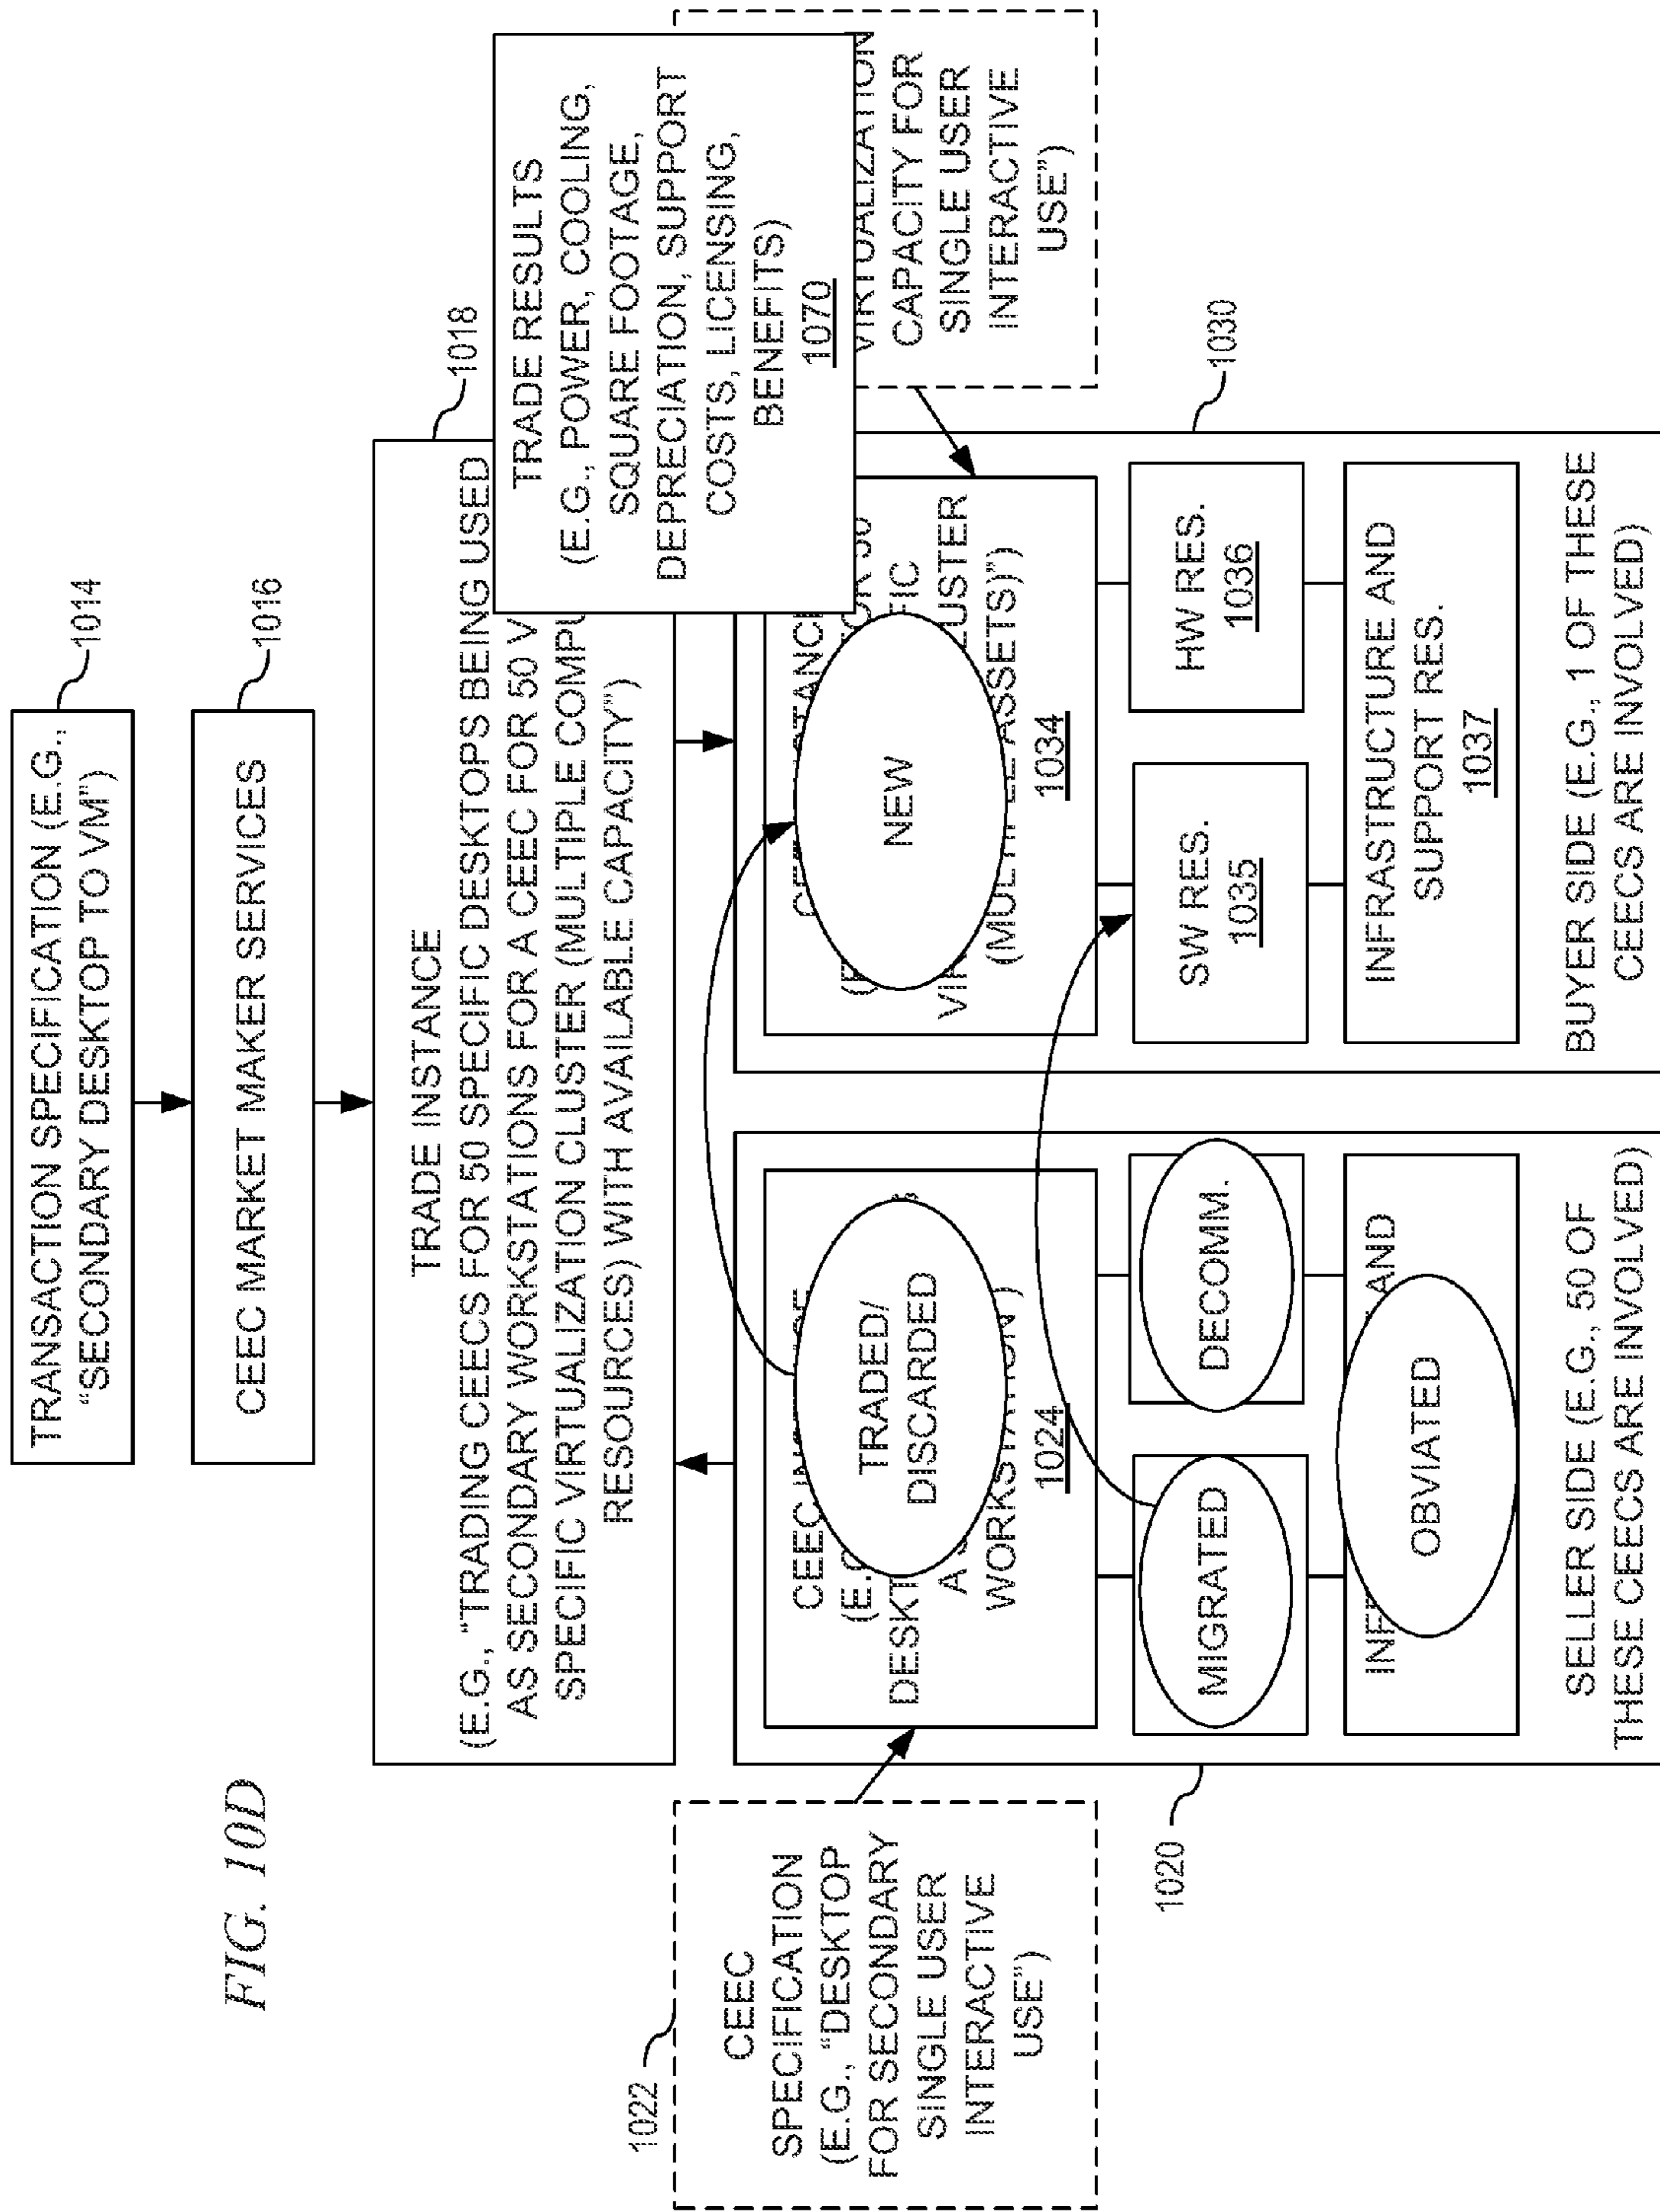 FIG. 10D
TRANSACTION SPECIFICATION (E.G.,
“SECONDARY DESKTOP TO VM”)
1014
CEEC MARKET MAKER SERVICES
1016
TRADE INSTANCE
(E.G., “TRADING CEECS FOR 50 SPECIFIC DESKTOPS BEING USED
AS SECONDARY WORKSTATIONS FOR A CEEC FOR 50 V
SPECIFIC VIRTUALIZATION CLUSTER (MULTIPLE
RESOURCES) WITH AVAILABLE CAPACITY”)
1018
TRADE RESULTS
(E.G., POWER, COOLING,
SQUARE FOOTAGE,
DEPRECIATION, SUPPORT
COSTS, LICENSING,
BENEFITS)
1070
1022
CEEC
SPECIFICATION
(E.G., “DESKTOP
FOR SECONDARY
SINGLE USER
INTERACTIVE
USE”)
CEEC
(E.G
DESKT
A
TRADED/
DISCARDED
1024
MIGRATED
DECOMM.
AND
OBVIATED
SELLER SIDE (E.G., 50 OF
THESE CEECS ARE INVOLVED)
1020
NEW
ASSETS)”)
1034
SW RES.
1035
HW RES.
1036
INFRASTRUCTURE AND
SUPPORT RES.
1037
BUYER SIDE (E.G., 1 OF THESE
CEECS ARE INVOLVED)
1030
VIRTUALIZATION
CAPACITY FOR
SINGLE USER
INTERACTIVE
USE”)